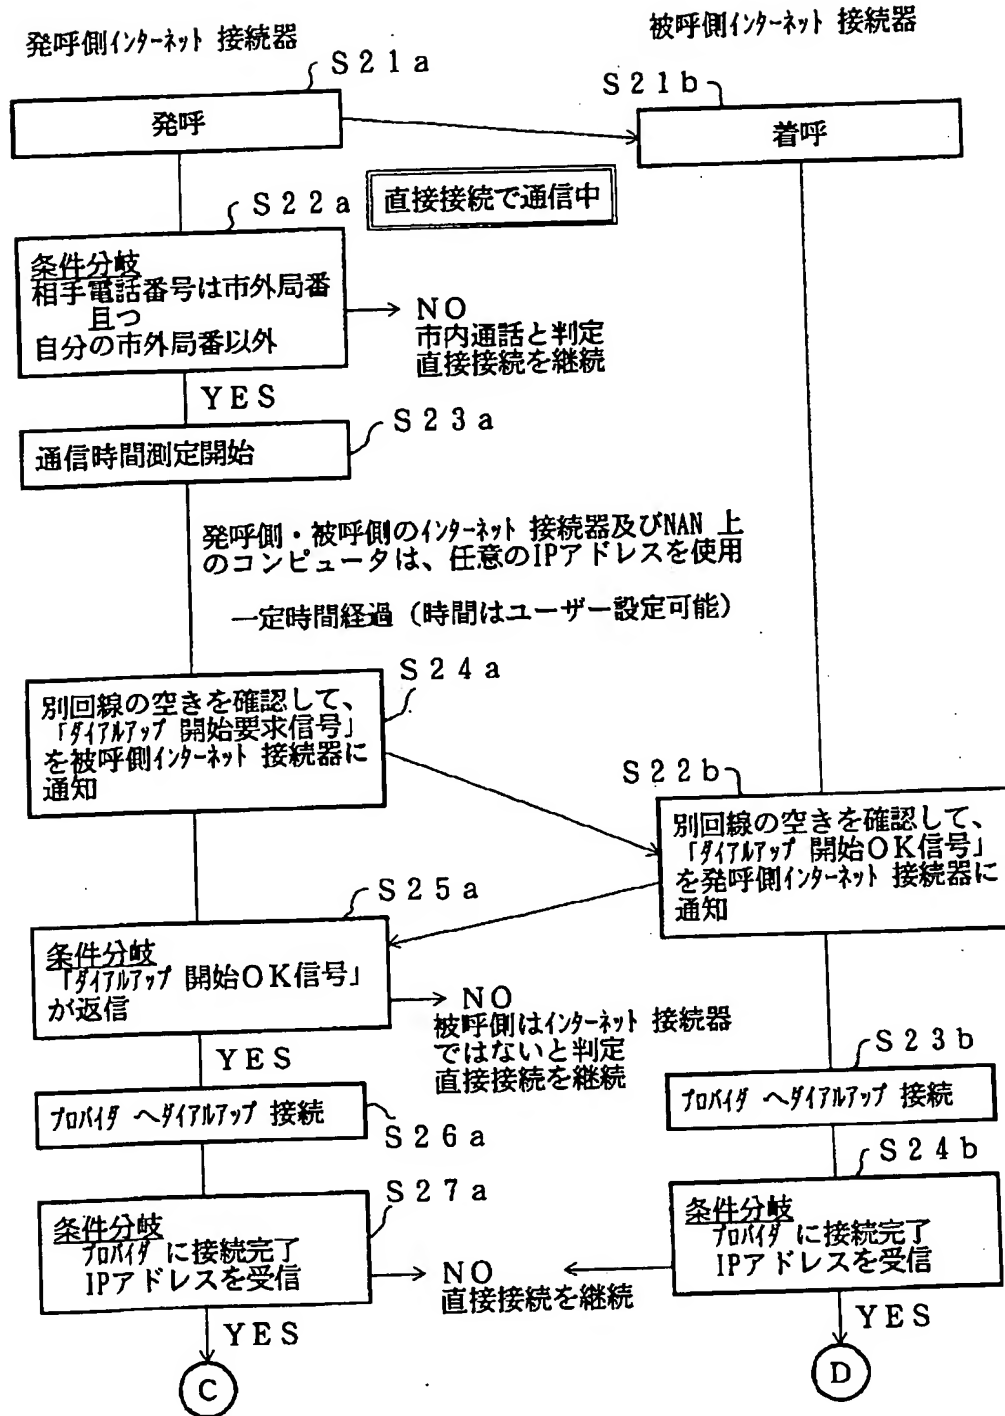 発呼側インターネット 接続器
被呼側インターネット 接続器
S21a
S21b
発呼
着呼
S22a
直接接続で通信中
条件分岐
相手電話番号は市外局番
且つ
自分の市外局番以外
NO
市内通話と判定
直接接続を継続
YES
S23a
通信時間測定開始
発呼側・被呼側のインターネット 接続器及びNAN 上
のコンピュータは、任意のIPアドレスを使用
一定時間経過（時間はユーザー設定可能）
S24a
別回線の空きを確認して、
「ダイアルアップ 開始要求信号」
を被呼側インターネット 接続器に
通知
S22b
別回線の空きを確認して、
「ダイアルアップ 開始OK信号」
を発呼側インターネット 接続器に
通知
S25a
条件分岐
「ダイアルアップ 開始OK信号」
が返信
NO
被呼側はインターネット 接続器
ではないと判定
直接接続を継続
YES
S23b
プロバイダ へダイアルアップ 接続
S26a
プロバイダ へダイアルアップ 接続
S24b
S27a
条件分岐
プロバイダ に接続完了
IPアドレスを受信
NO
直接接続を継続
条件分岐
プロバイダ に接続完了
IPアドレスを受信
YES
YES
C
D